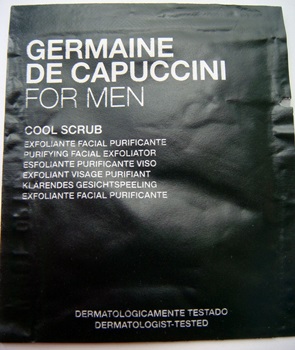 GERMAINE
DE CAPUCCINI
FOR MEN
COOL SCRUB
EXFOLIANTE FACIAL PURIFICANTE
PURIFYING FACIAL EXFOLIATOR
ESFOLIANTE PURIFICANTE VISO
EXFOLIANT VISAGE PURIFIANT
KLÄRENDES GESICHTSPEELING
EXFOLIANTE FACIAL PURIFICANTE
DERMATOLOGICAMENTE TESTADO
DERMATOLOGIST-TESTED